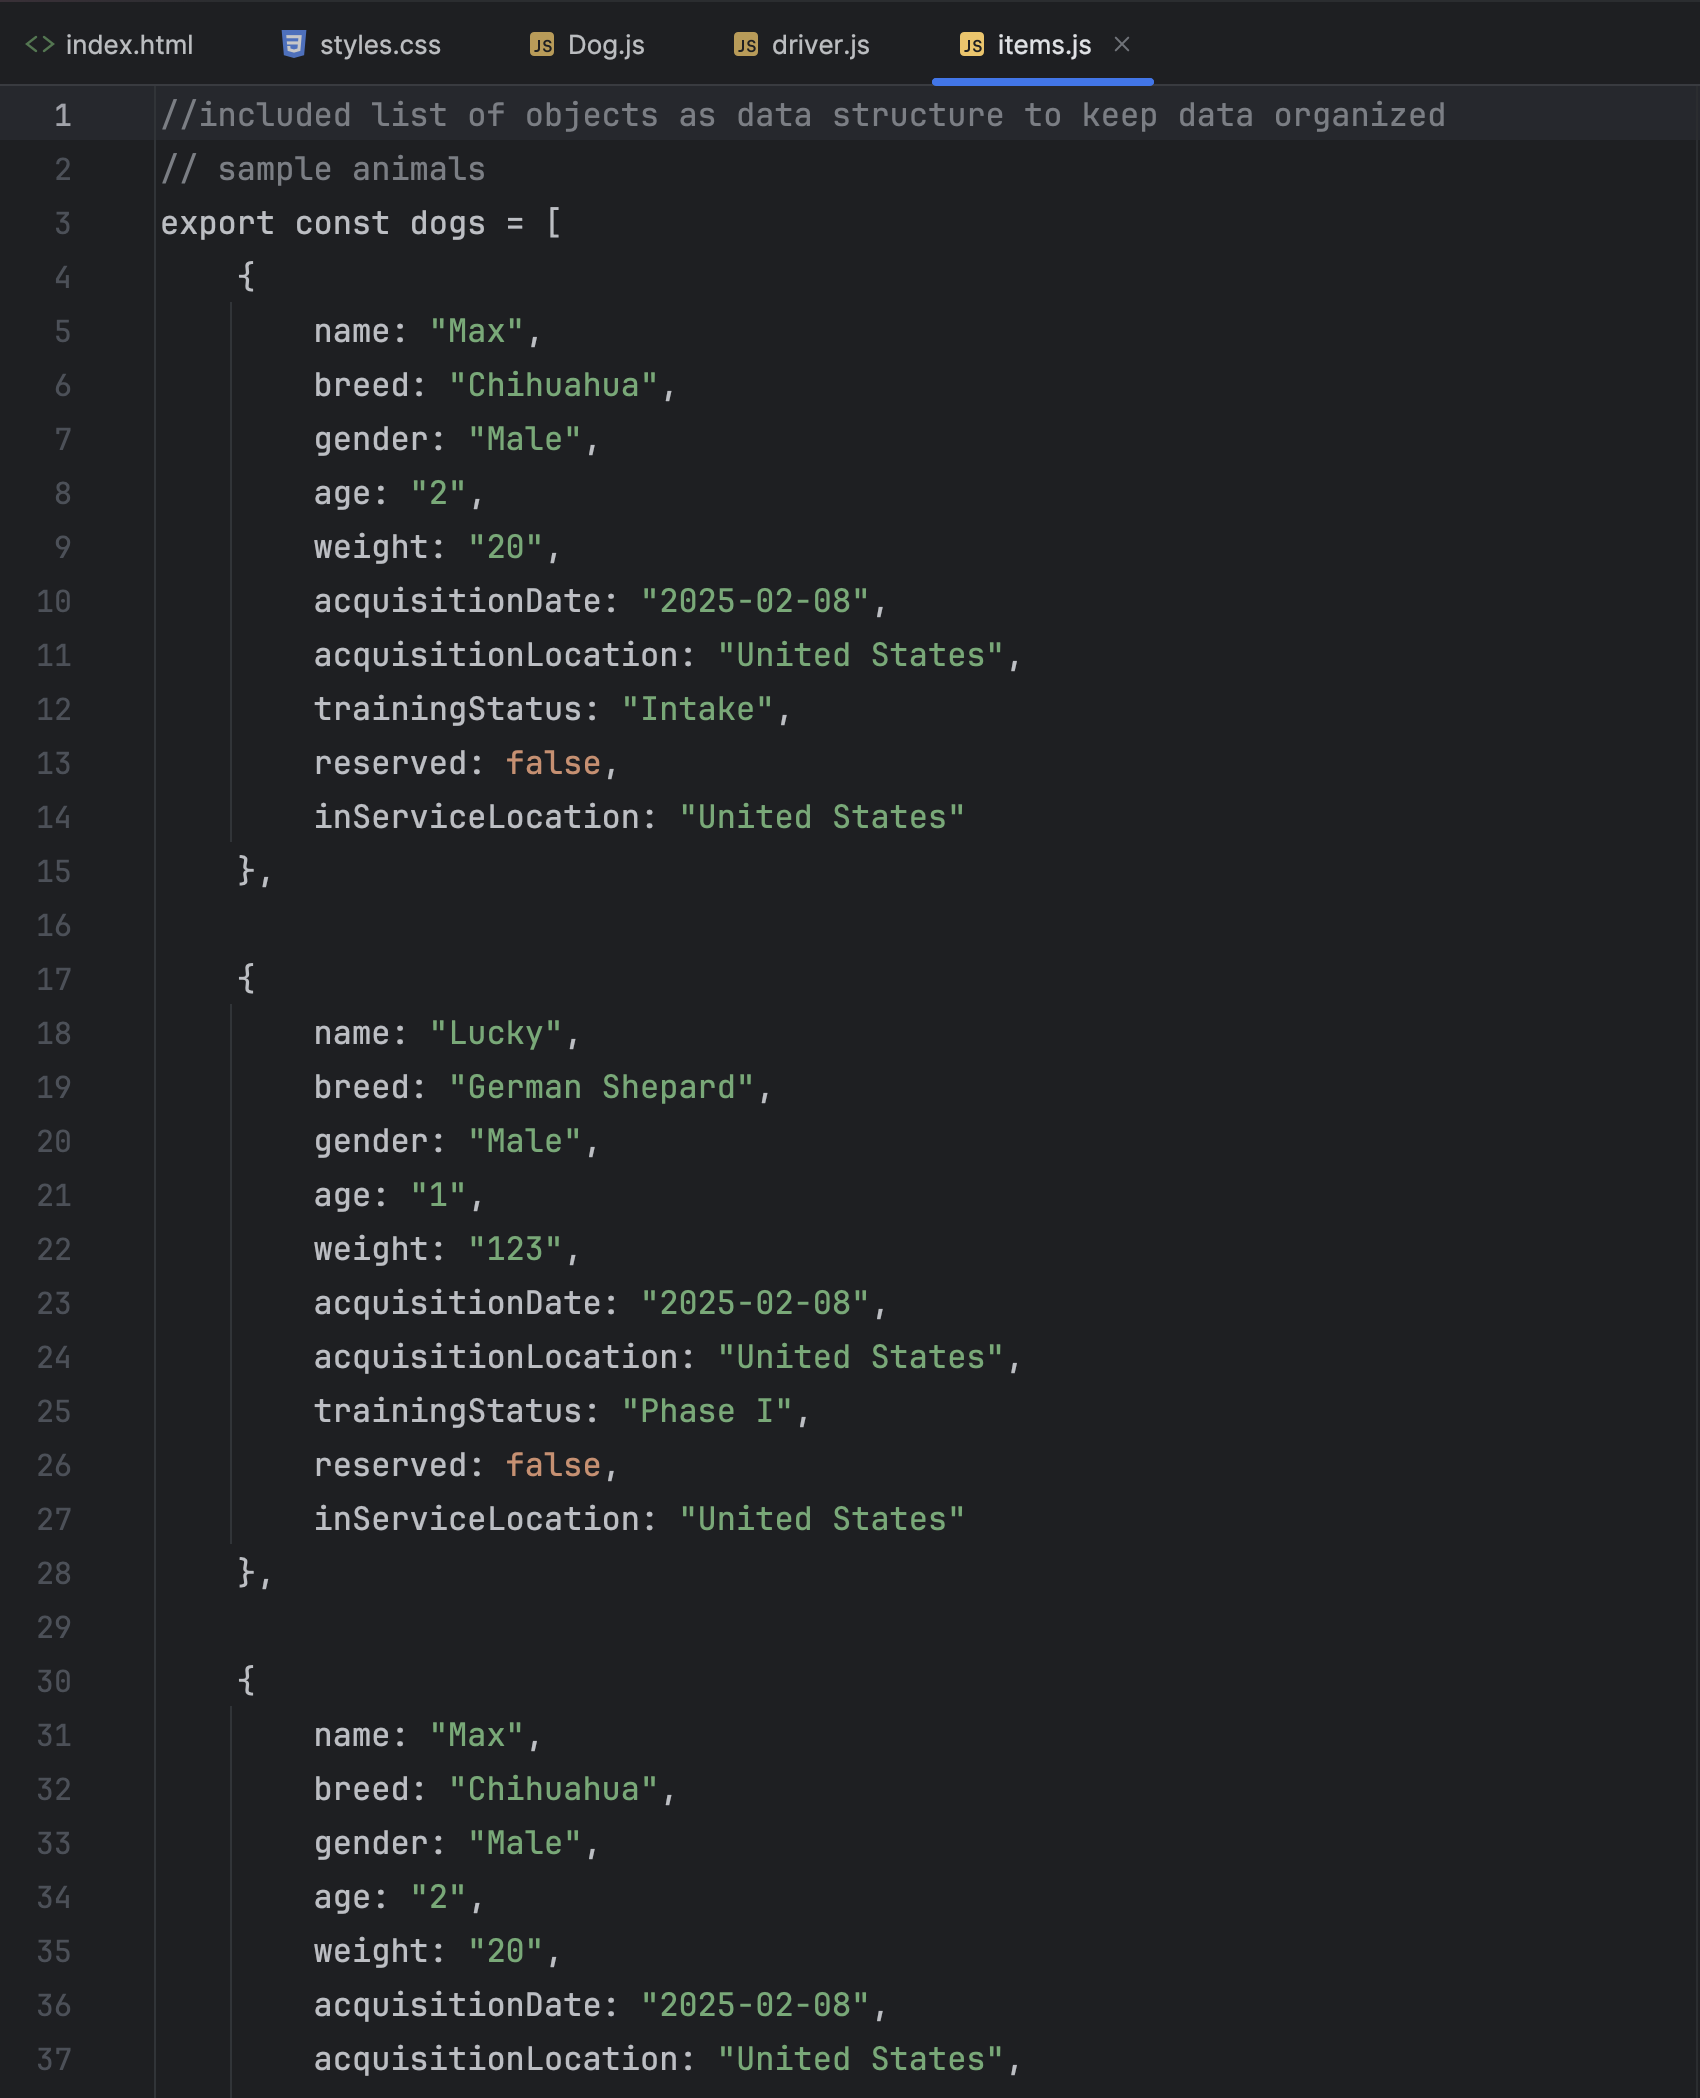 index.html styles.css Dog.js driver.js items.js
1 //included list of objects as data structure to keep data organized
2 // sample animals
3 export const dogs = [
4 {
5 name: "Max",
6 breed: "Chihuahua",
7 gender: "Male",
8 age: "2",
9 weight: "20",
10 acquisitionDate: "2025-02-08",
11 acquisitionLocation: "United States",
12 trainingStatus: "Intake",
13 reserved: false,
14 inServiceLocation: "United States"
15 },
16
17 {
18 name: "Lucky",
19 breed: "German Shepard",
20 gender: "Male",
21 age: "1",
22 weight: "123",
23 acquisitionDate: "2025-02-08",
24 acquisitionLocation: "United States",
25 trainingStatus: "Phase I",
26 reserved: false,
27 inServiceLocation: "United States"
28 },
29
30 {
31 name: "Max",
32 breed: "Chihuahua",
33 gender: "Male",
34 age: "2",
35 weight: "20",
36 acquisitionDate: "2025-02-08",
37 acquisitionLocation: "United States",